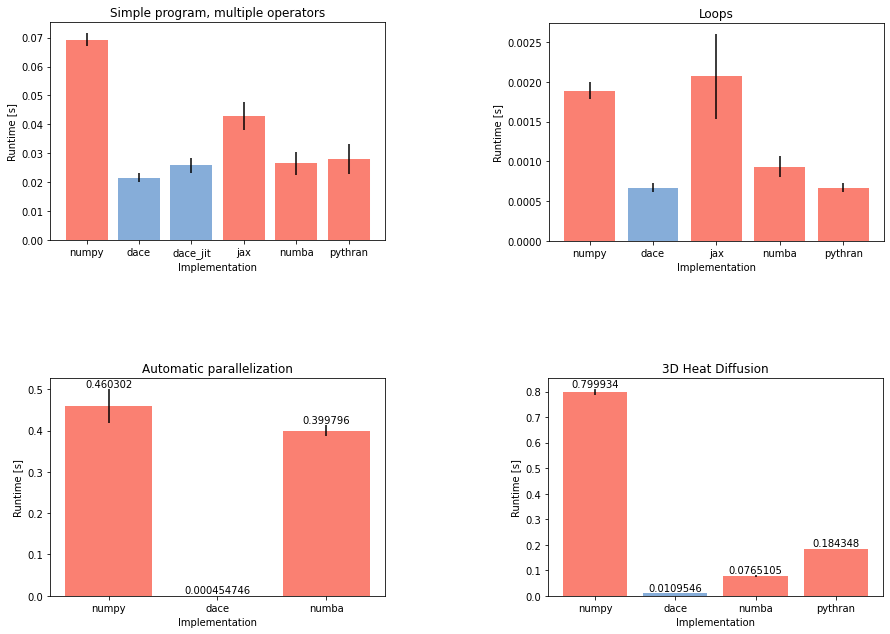 Simple program, multiple operators
0.07
0.06
0.05
0.04
0.03
0.02
0.01
0.00
Runtime [s]
numpy dace dace_jit jax numba pythran
Implementation
Loops
0.0025
0.0020
0.0015
0.0010
0.0005
0.0000
Runtime [s]
numpy dace jax numba pythran
Implementation
Automatic parallelization
0.5
0.4
0.3
0.2
0.1
0.0
Runtime [s]
0.460302
0.000454746
0.399796
numpy dace numba
Implementation
3D Heat Diffusion
0.8
0.7
0.6
0.5
0.4
0.3
0.2
0.1
0.0
Runtime [s]
0.799934
0.0109546
0.0765105
0.184348
numpy dace numba pythran
Implementation